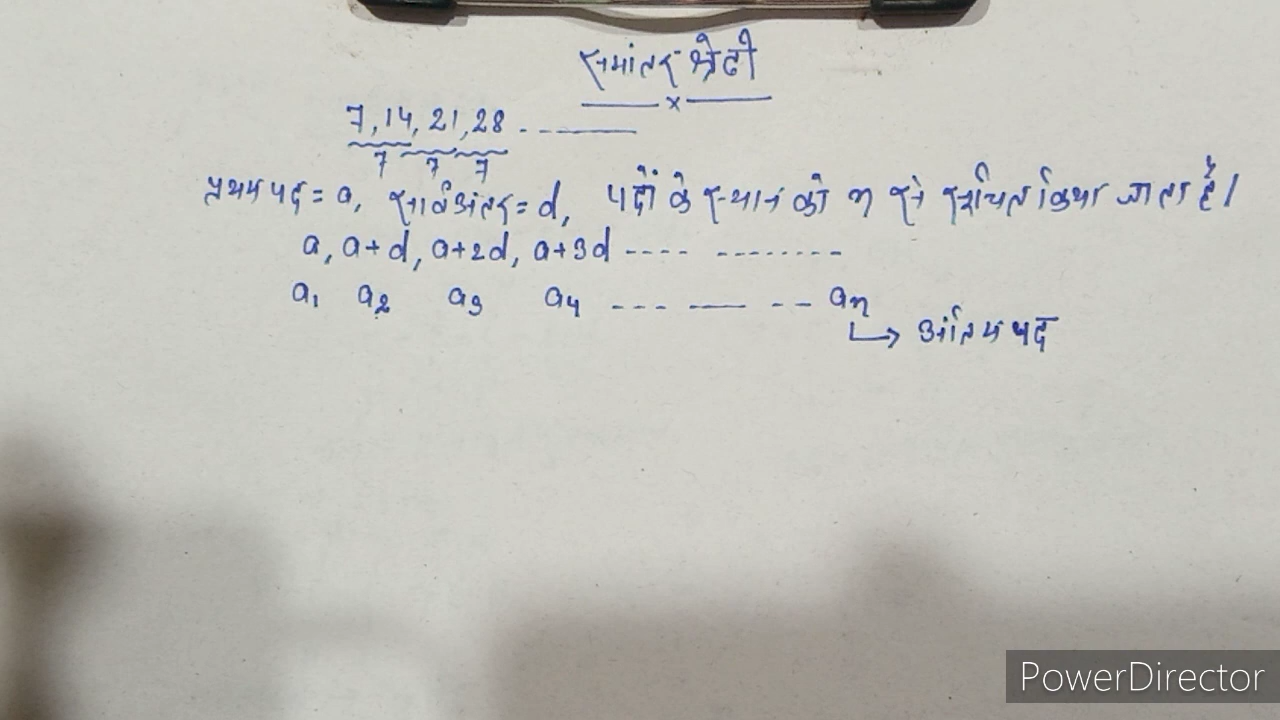 समांतर श्रेढी
x
7, 14, 21, 28 - - ———
7 7 7
प्रथम पद = a, सार्वअंतर = d, पदों के स्थान को n से सूचित किया जाता है।
a, a+d, a+2d, a+3d ---- --------
a₁ a₂ a₃ a₄ --- —— -- aₙ
↳ अंतिम पद
PowerDirector